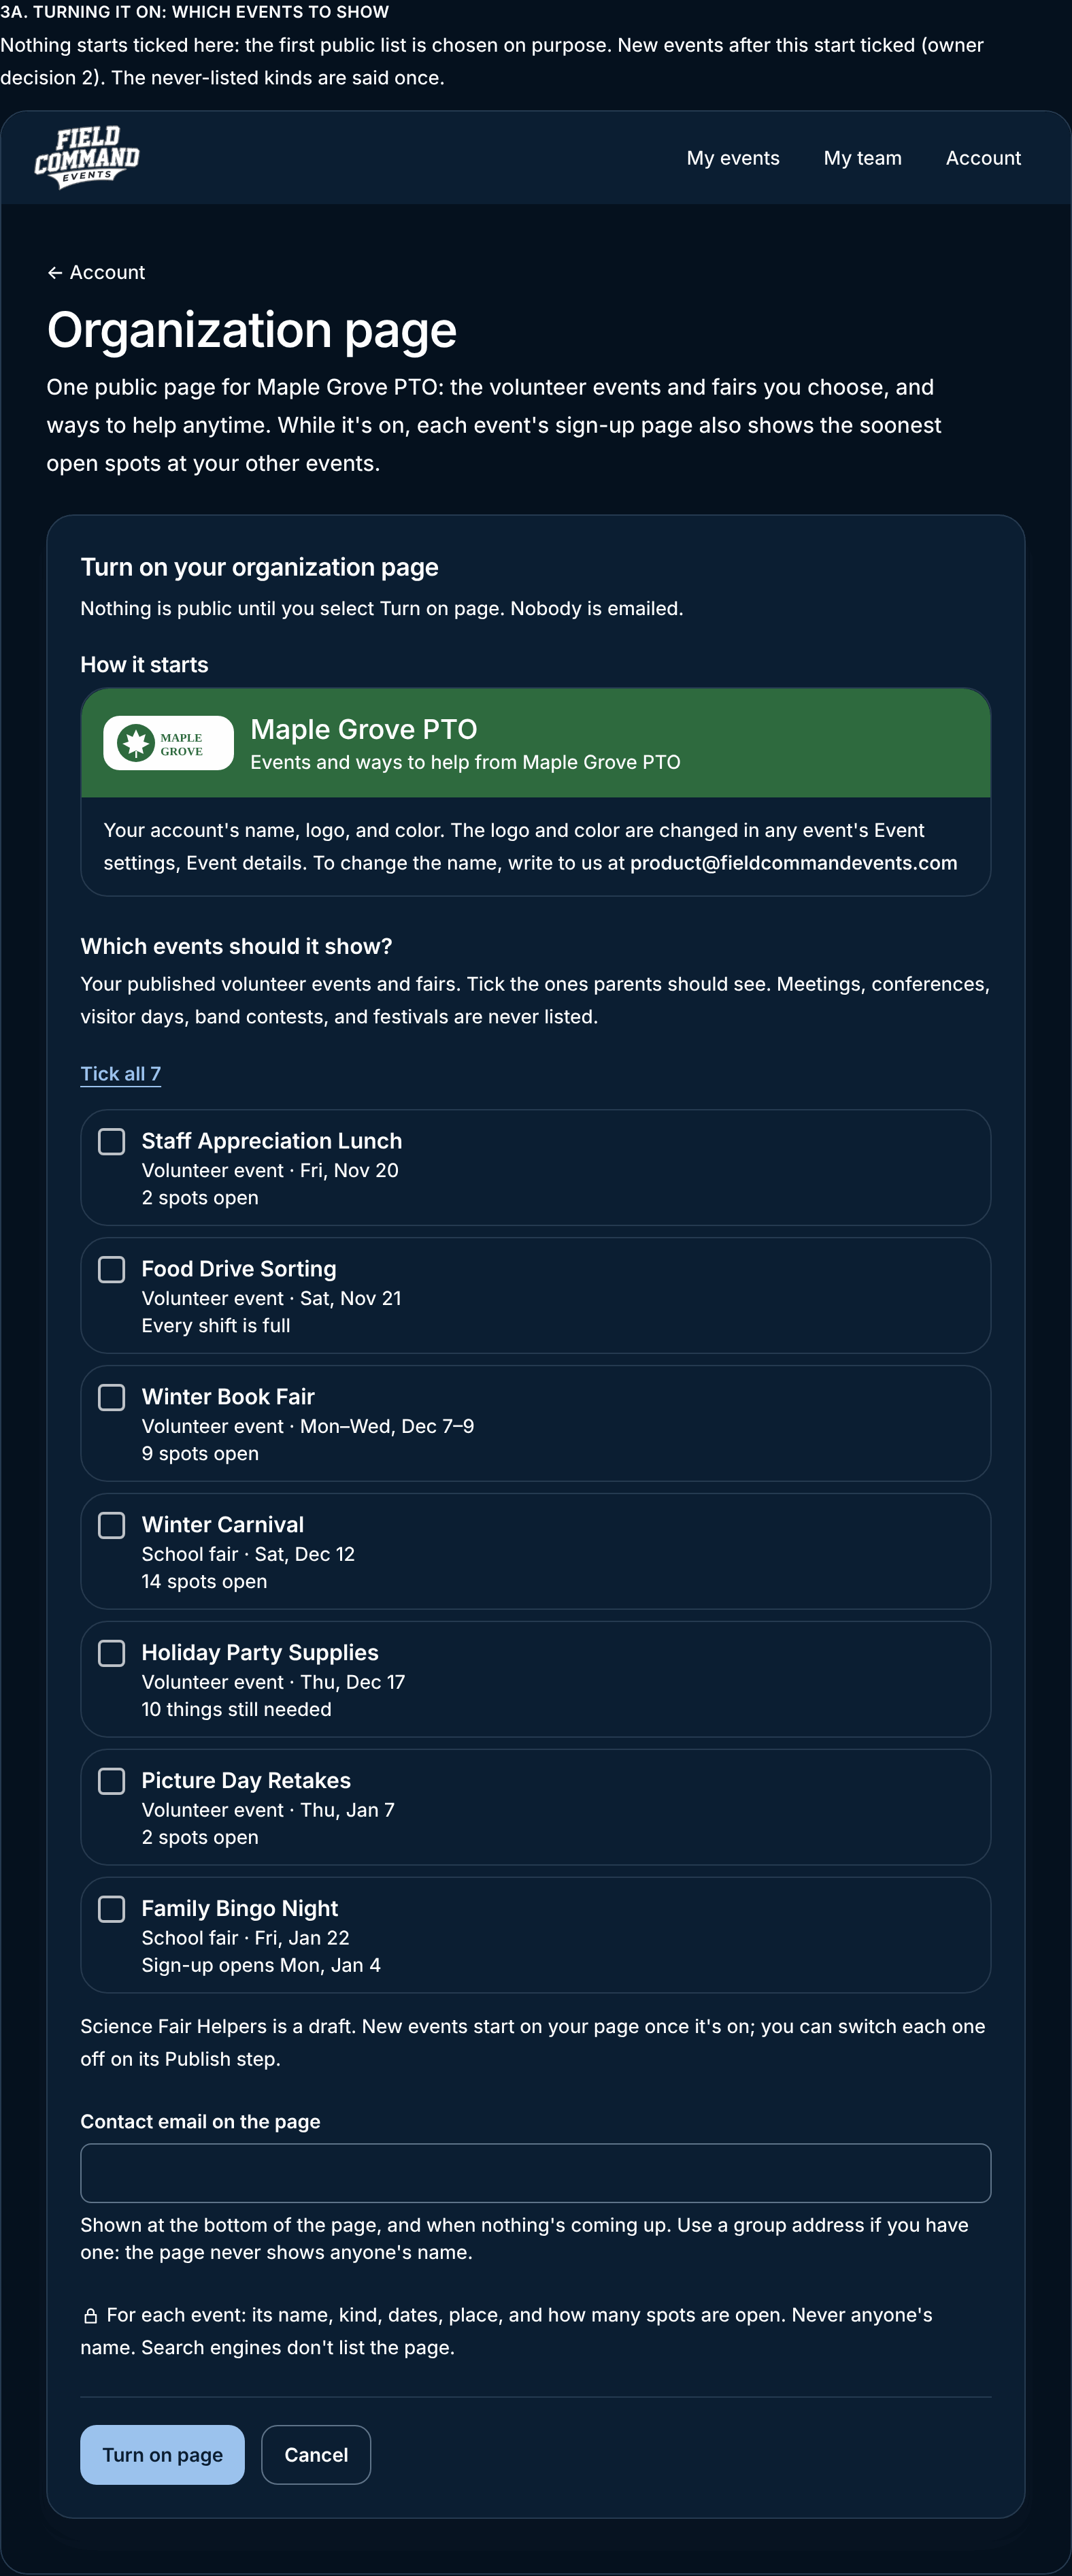 3A. TURNING IT ON: WHICH EVENTS TO SHOW
Nothing starts ticked here: the first public list is chosen on purpose. New events after this start ticked (owner
decision 2). The never-listed kinds are said once.
FIELD
COMMAND
EVENTS
My events
My team
Account
← Account
Organization page
One public page for Maple Grove PTO: the volunteer events and fairs you choose, and
ways to help anytime. While it's on, each event's sign-up page also shows the soonest
open spots at your other events.
Turn on your organization page
Nothing is public until you select Turn on page. Nobody is emailed.
How it starts
MAPLE
GROVE
Maple Grove PTO
Events and ways to help from Maple Grove PTO
Your account's name, logo, and color. The logo and color are changed in any event's Event
settings, Event details. To change the name, write to us at product@fieldcommandevents.com
Which events should it show?
Your published volunteer events and fairs. Tick the ones parents should see. Meetings, conferences,
visitor days, band contests, and festivals are never listed.
Tick all 7
Staff Appreciation Lunch
Volunteer event · Fri, Nov 20
2 spots open
Food Drive Sorting
Volunteer event · Sat, Nov 21
Every shift is full
Winter Book Fair
Volunteer event · Mon–Wed, Dec 7–9
9 spots open
Winter Carnival
School fair · Sat, Dec 12
14 spots open
Holiday Party Supplies
Volunteer event · Thu, Dec 17
10 things still needed
Picture Day Retakes
Volunteer event · Thu, Jan 7
2 spots open
Family Bingo Night
School fair · Fri, Jan 22
Sign-up opens Mon, Jan 4
Science Fair Helpers is a draft. New events start on your page once it's on; you can switch each one
off on its Publish step.
Contact email on the page
Shown at the bottom of the page, and when nothing's coming up. Use a group address if you have
one: the page never shows anyone's name.
For each event: its name, kind, dates, place, and how many spots are open. Never anyone's
name. Search engines don't list the page.
Turn on page
Cancel